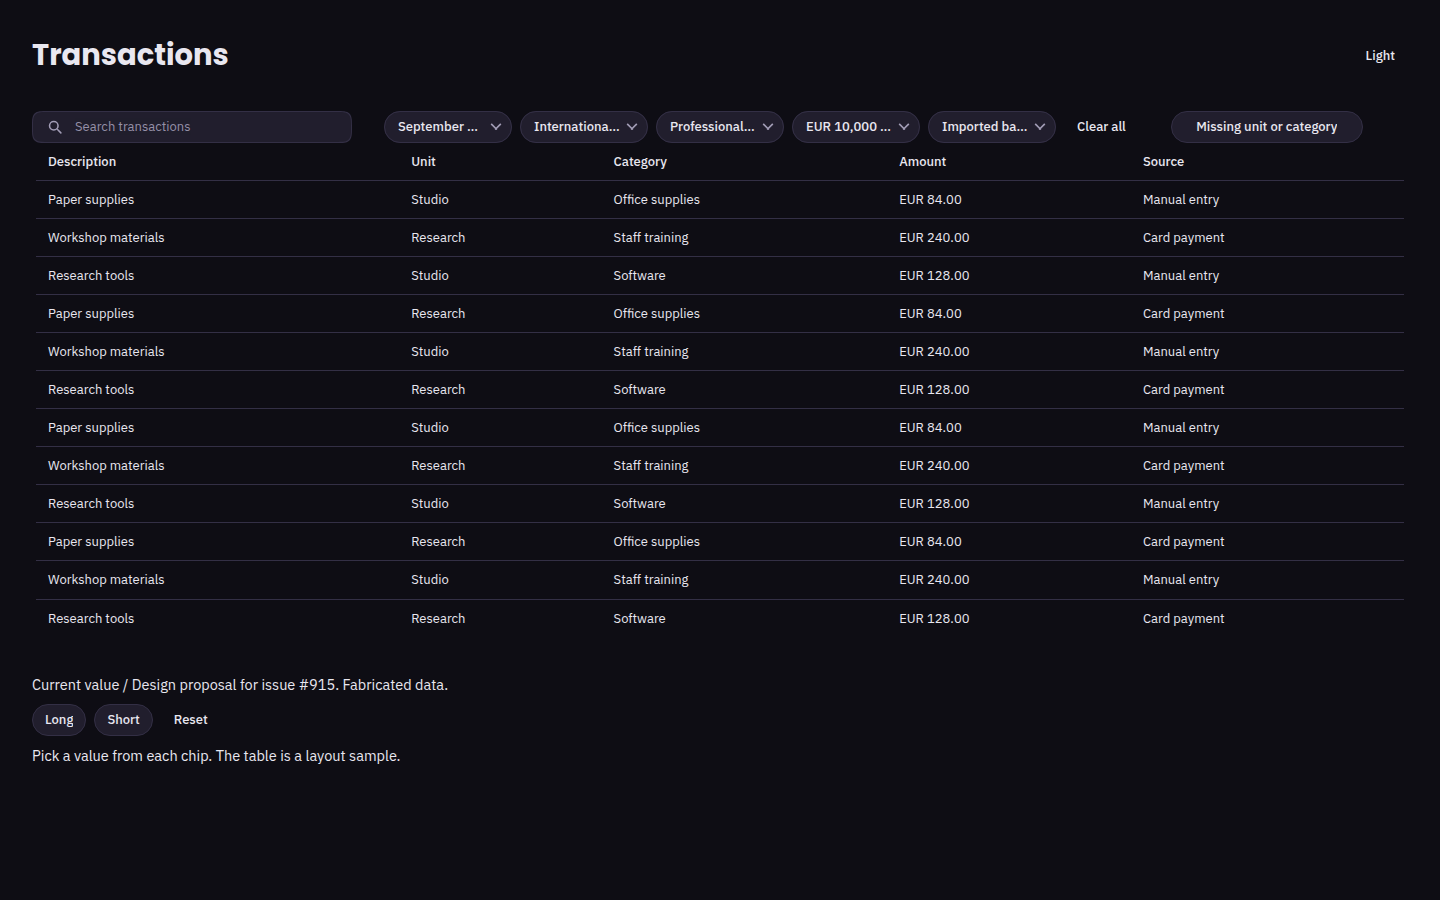 Transactions
Light
Search transactions
September ...
Internationa...
Professional...
EUR 10,000 ...
Imported ba...
Clear all
Missing unit or category
Description Unit Category Amount Source
Paper supplies Studio Office supplies EUR 84.00 Manual entry
Workshop materials Research Staff training EUR 240.00 Card payment
Research tools Studio Software EUR 128.00 Manual entry
Paper supplies Research Office supplies EUR 84.00 Card payment
Workshop materials Studio Staff training EUR 240.00 Manual entry
Research tools Research Software EUR 128.00 Card payment
Paper supplies Studio Office supplies EUR 84.00 Manual entry
Workshop materials Research Staff training EUR 240.00 Card payment
Research tools Studio Software EUR 128.00 Manual entry
Paper supplies Research Office supplies EUR 84.00 Card payment
Workshop materials Studio Staff training EUR 240.00 Manual entry
Research tools Research Software EUR 128.00 Card payment
Current value / Design proposal for issue #915. Fabricated data.
Long Short Reset
Pick a value from each chip. The table is a layout sample.